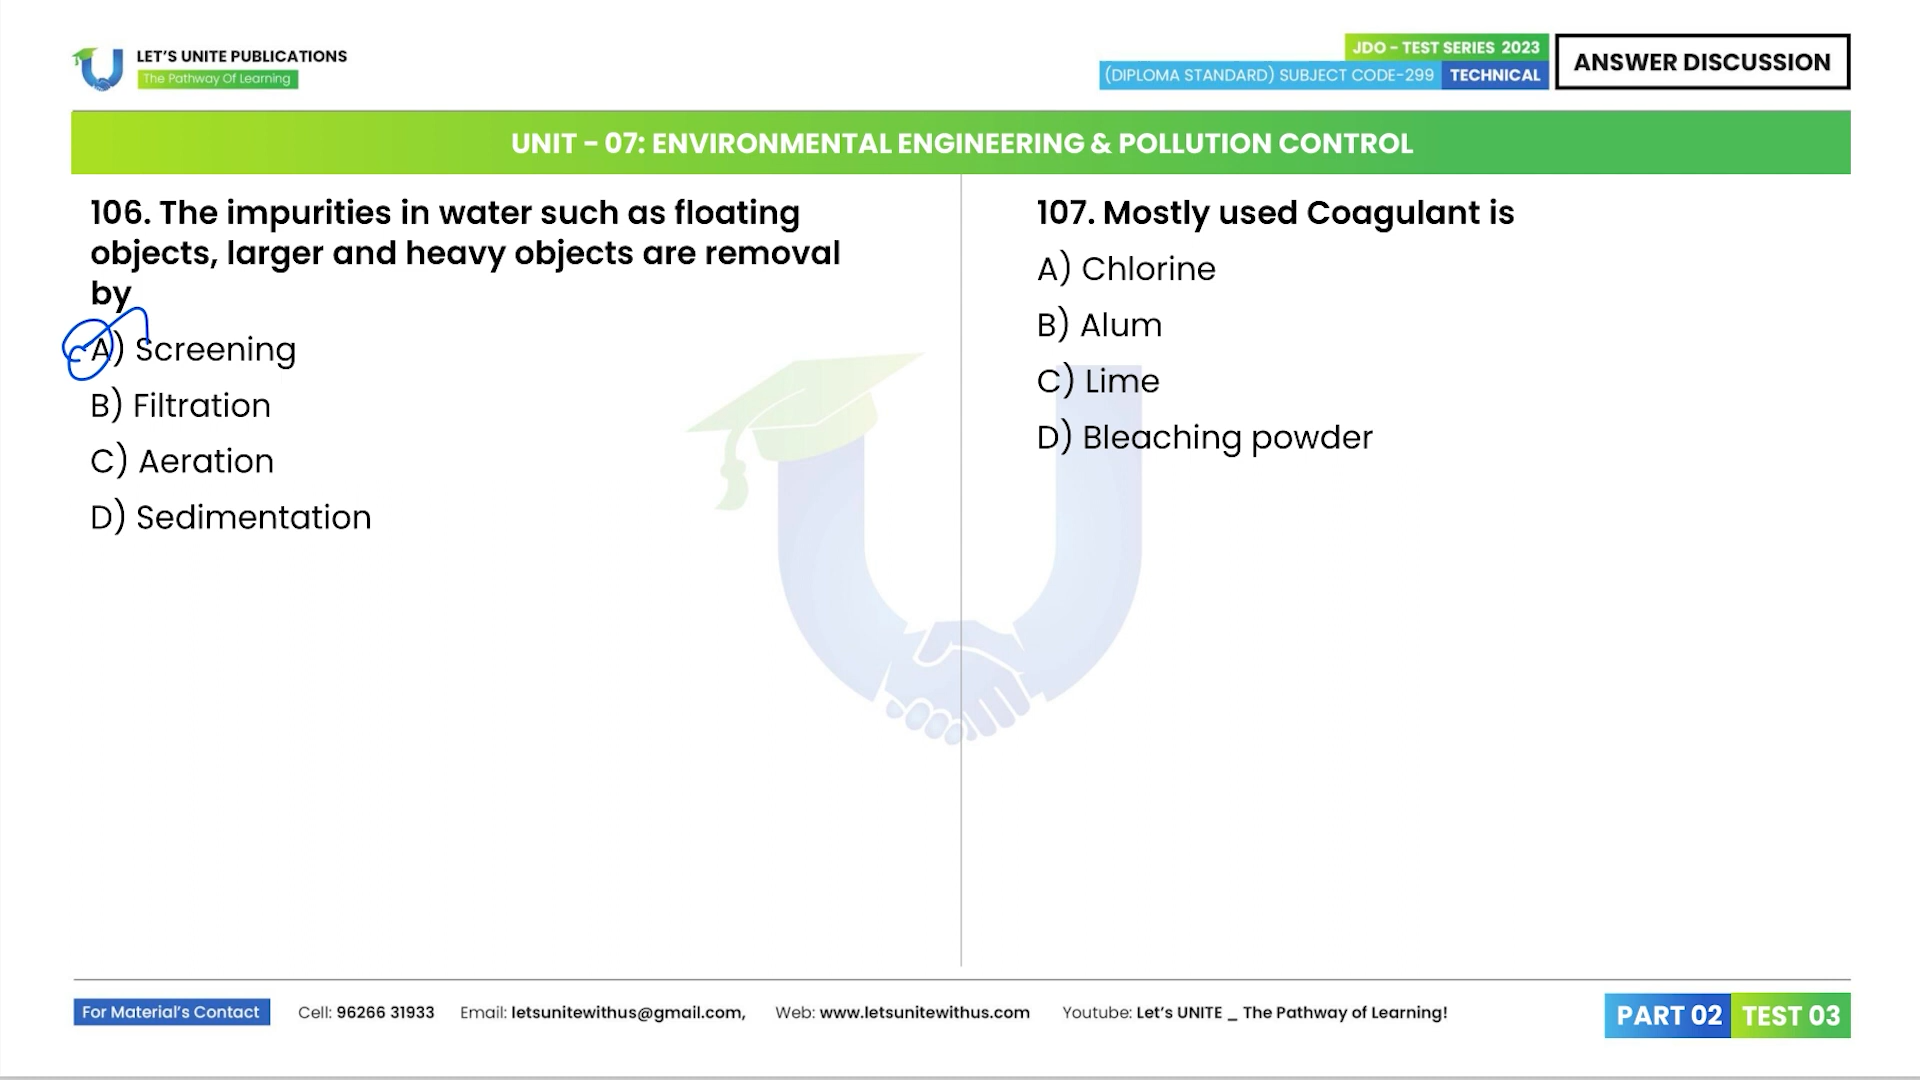 LET'S UNITE PUBLICATIONS
The Pathway Of Learning
JDO - TEST SERIES 2023
(DIPLOMA STANDARD) SUBJECT CODE-299 TECHNICAL
ANSWER DISCUSSION
UNIT - 07: ENVIRONMENTAL ENGINEERING & POLLUTION CONTROL
106. The impurities in water such as floating
objects, larger and heavy objects are removal
by
A) Screening
B) Filtration
C) Aeration
D) Sedimentation
107. Mostly used Coagulant is
A) Chlorine
B) Alum
C) Lime
D) Bleaching powder
For Material's Contact Cell: 96266 31933 Email: letsunitewithus@gmail.com, Web: www.letsunitewithus.com Youtube: Let's UNITE _ The Pathway of Learning!
PART 02 TEST 03